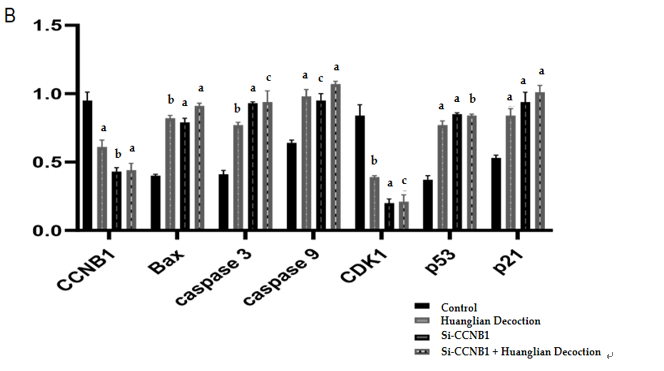 B
1.5
1.0
0.5
0.0
a b a
b a a
b a c
a c a
b a c
a a b
a a a
CCNB1 Bax caspase 3 caspase 9 CDK1 p53 p21
Control
Huanglian Decoction
Si-CCNB1
Si-CCNB1 + Huanglian Decoction